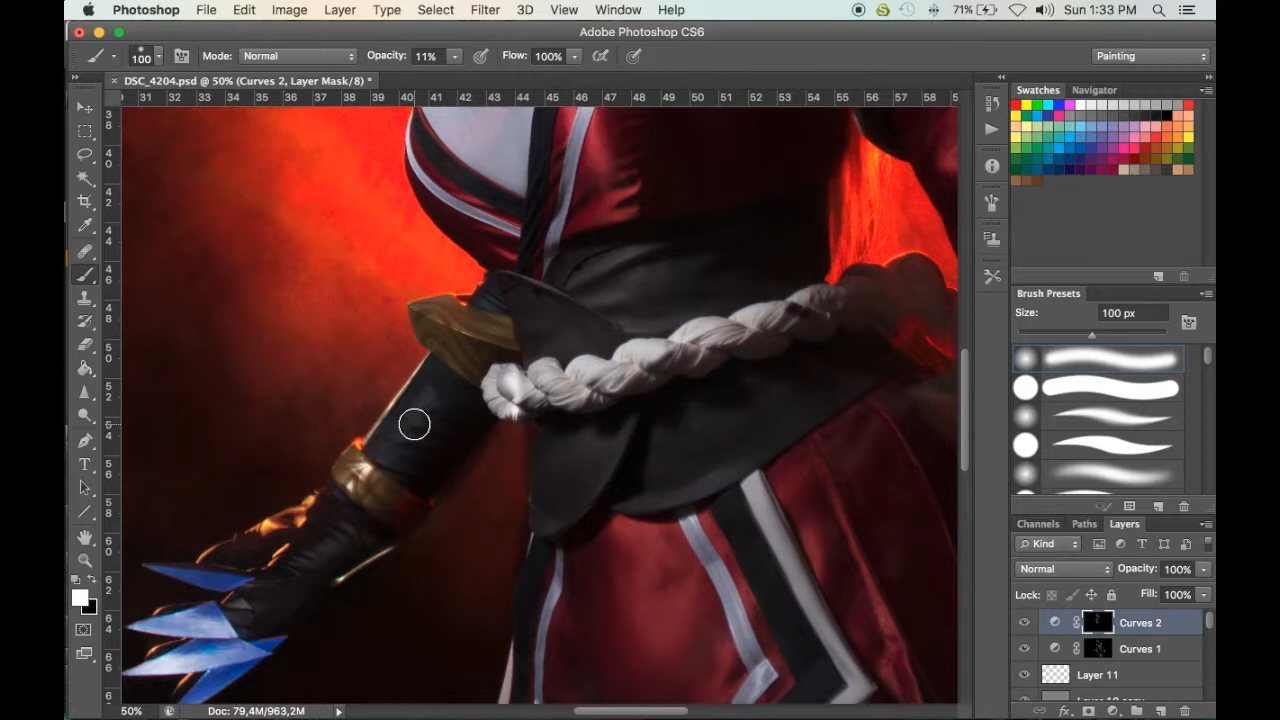 Photoshop File Edit Image Layer Type Select Filter 3D View Window Help 71% Sun 1:33 PM
Adobe Photoshop CS6
100 Mode: Normal Opacity: 11% Flow: 100% Painting
× DSC_4204.psd @ 50% (Curves 2, Layer Mask/8) *
31 32 33 34 35 36 37 38 39 40 41 42 43 44 45 46 47 48 49 50 51 52 53 54 55 56 57 58
Swatches Navigator
Brush Presets
Size: 100 px
Channels Paths Layers
Kind
Normal Opacity: 100%
Lock: Fill: 100%
Curves 2
Curves 1
Layer 11
50% Doc: 79,4M/963,2M